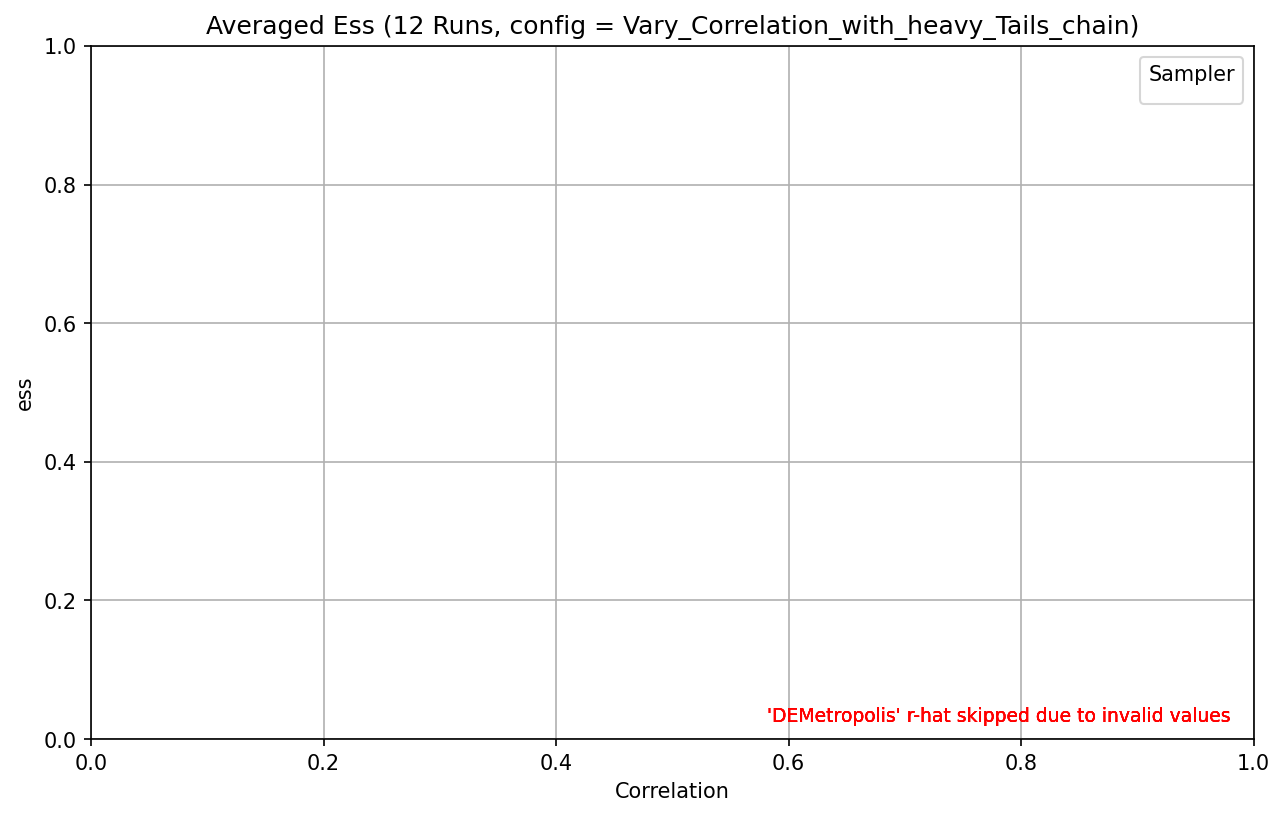 Averaged Ess (12 Runs, config = Vary_Correlation_with_heavy_Tails_chain)
1.0
Sampler
0.8
0.6
ess
0.4
0.2
'DEMetropolis' r-hat skipped due to invalid values
0.0
0.0 0.2 0.4 0.6 0.8 1.0
Correlation